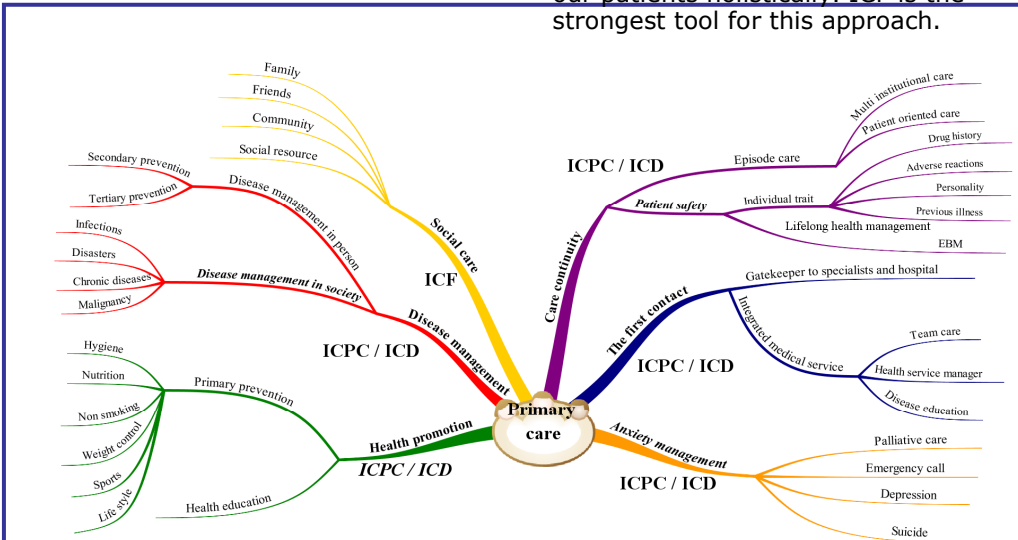 strongest tool for this approach.
Family
Friends
Community
Social resource
Social care
ICF
Secondary prevention
Tertiary prevention
Disease management in person
Infections
Disasters
Chronic diseases
Malignancy
Disease management in society
Disease management
ICPC / ICD
Hygiene
Nutrition
Non smoking
Weight control
Sports
Life style
Primary prevention
Health education
Health promotion
ICPC / ICD
Primary
care
Care continuity
ICPC / ICD
Episode care
Multi institutional care
Patient oriented care
Patient safety
Individual trait
Drug history
Adverse reactions
Personality
Previous illness
Lifelong health management
EBM
The first contact
ICPC / ICD
Gatekeeper to specialists and hospital
Integrated medical service
Team care
Health service manager
Disease education
Anxiety management
ICPC / ICD
Palliative care
Emergency call
Depression
Suicide